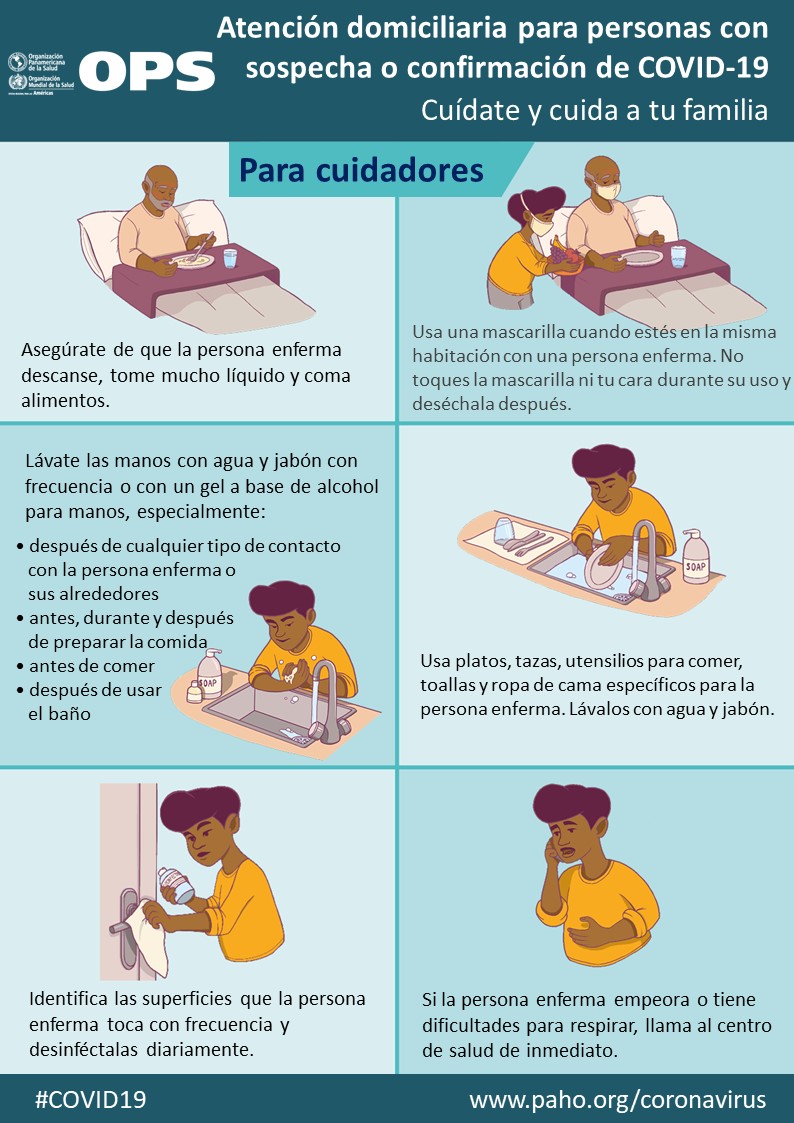 Atención domiciliaria para personas con
sospecha o confirmación de COVID-19
Cuídate y cuida a tu familia
Organización
Panamericana
de la Salud
Organización
Mundial de la Salud
Américas
OPS
Para cuidadores
Asegúrate de que la persona enferma
descanse, tome mucho líquido y coma
alimentos.
Usa una mascarilla cuando estés en la misma
habitación con una persona enferma. No
toques la mascarilla ni tu cara durante su uso y
deséchala después.
Lávate las manos con agua y jabón con
frecuencia o con un gel a base de alcohol
para manos, especialmente:
• después de cualquier tipo de contacto
con la persona enferma o
sus alrededores
• antes, durante y después
de preparar la comida
• antes de comer
• después de usar
el baño
SOAP
SOAP
Usa platos, tazas, utensilios para comer,
toallas y ropa de cama específicos para la
persona enferma. Lávalos con agua y jabón.
Identifica las superficies que la persona
enferma toca con frecuencia y
desinféctalas diariamente.
Si la persona enferma empeora o tiene
dificultades para respirar, llama al centro
de salud de inmediato.
#COVID19
www.paho.org/coronavirus